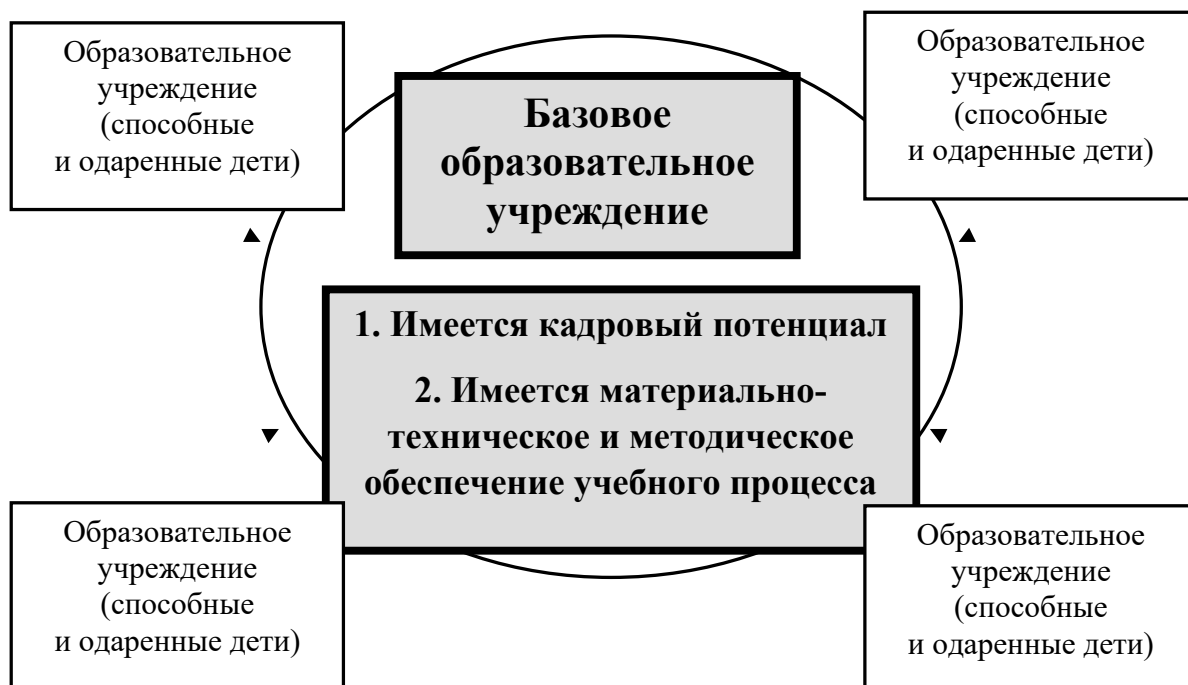 Образовательное
учреждение
(способные
и одаренные дети)
Базовое
образовательное
учреждение
Образовательное
учреждение
(способные
и одаренные дети)
1. Имеется кадровый потенциал
2. Имеется материально-
техническое и методическое
обеспечение учебного процесса
Образовательное
учреждение
(способные
и одаренные дети)
Образовательное
учреждение
(способные
и одаренные дети)